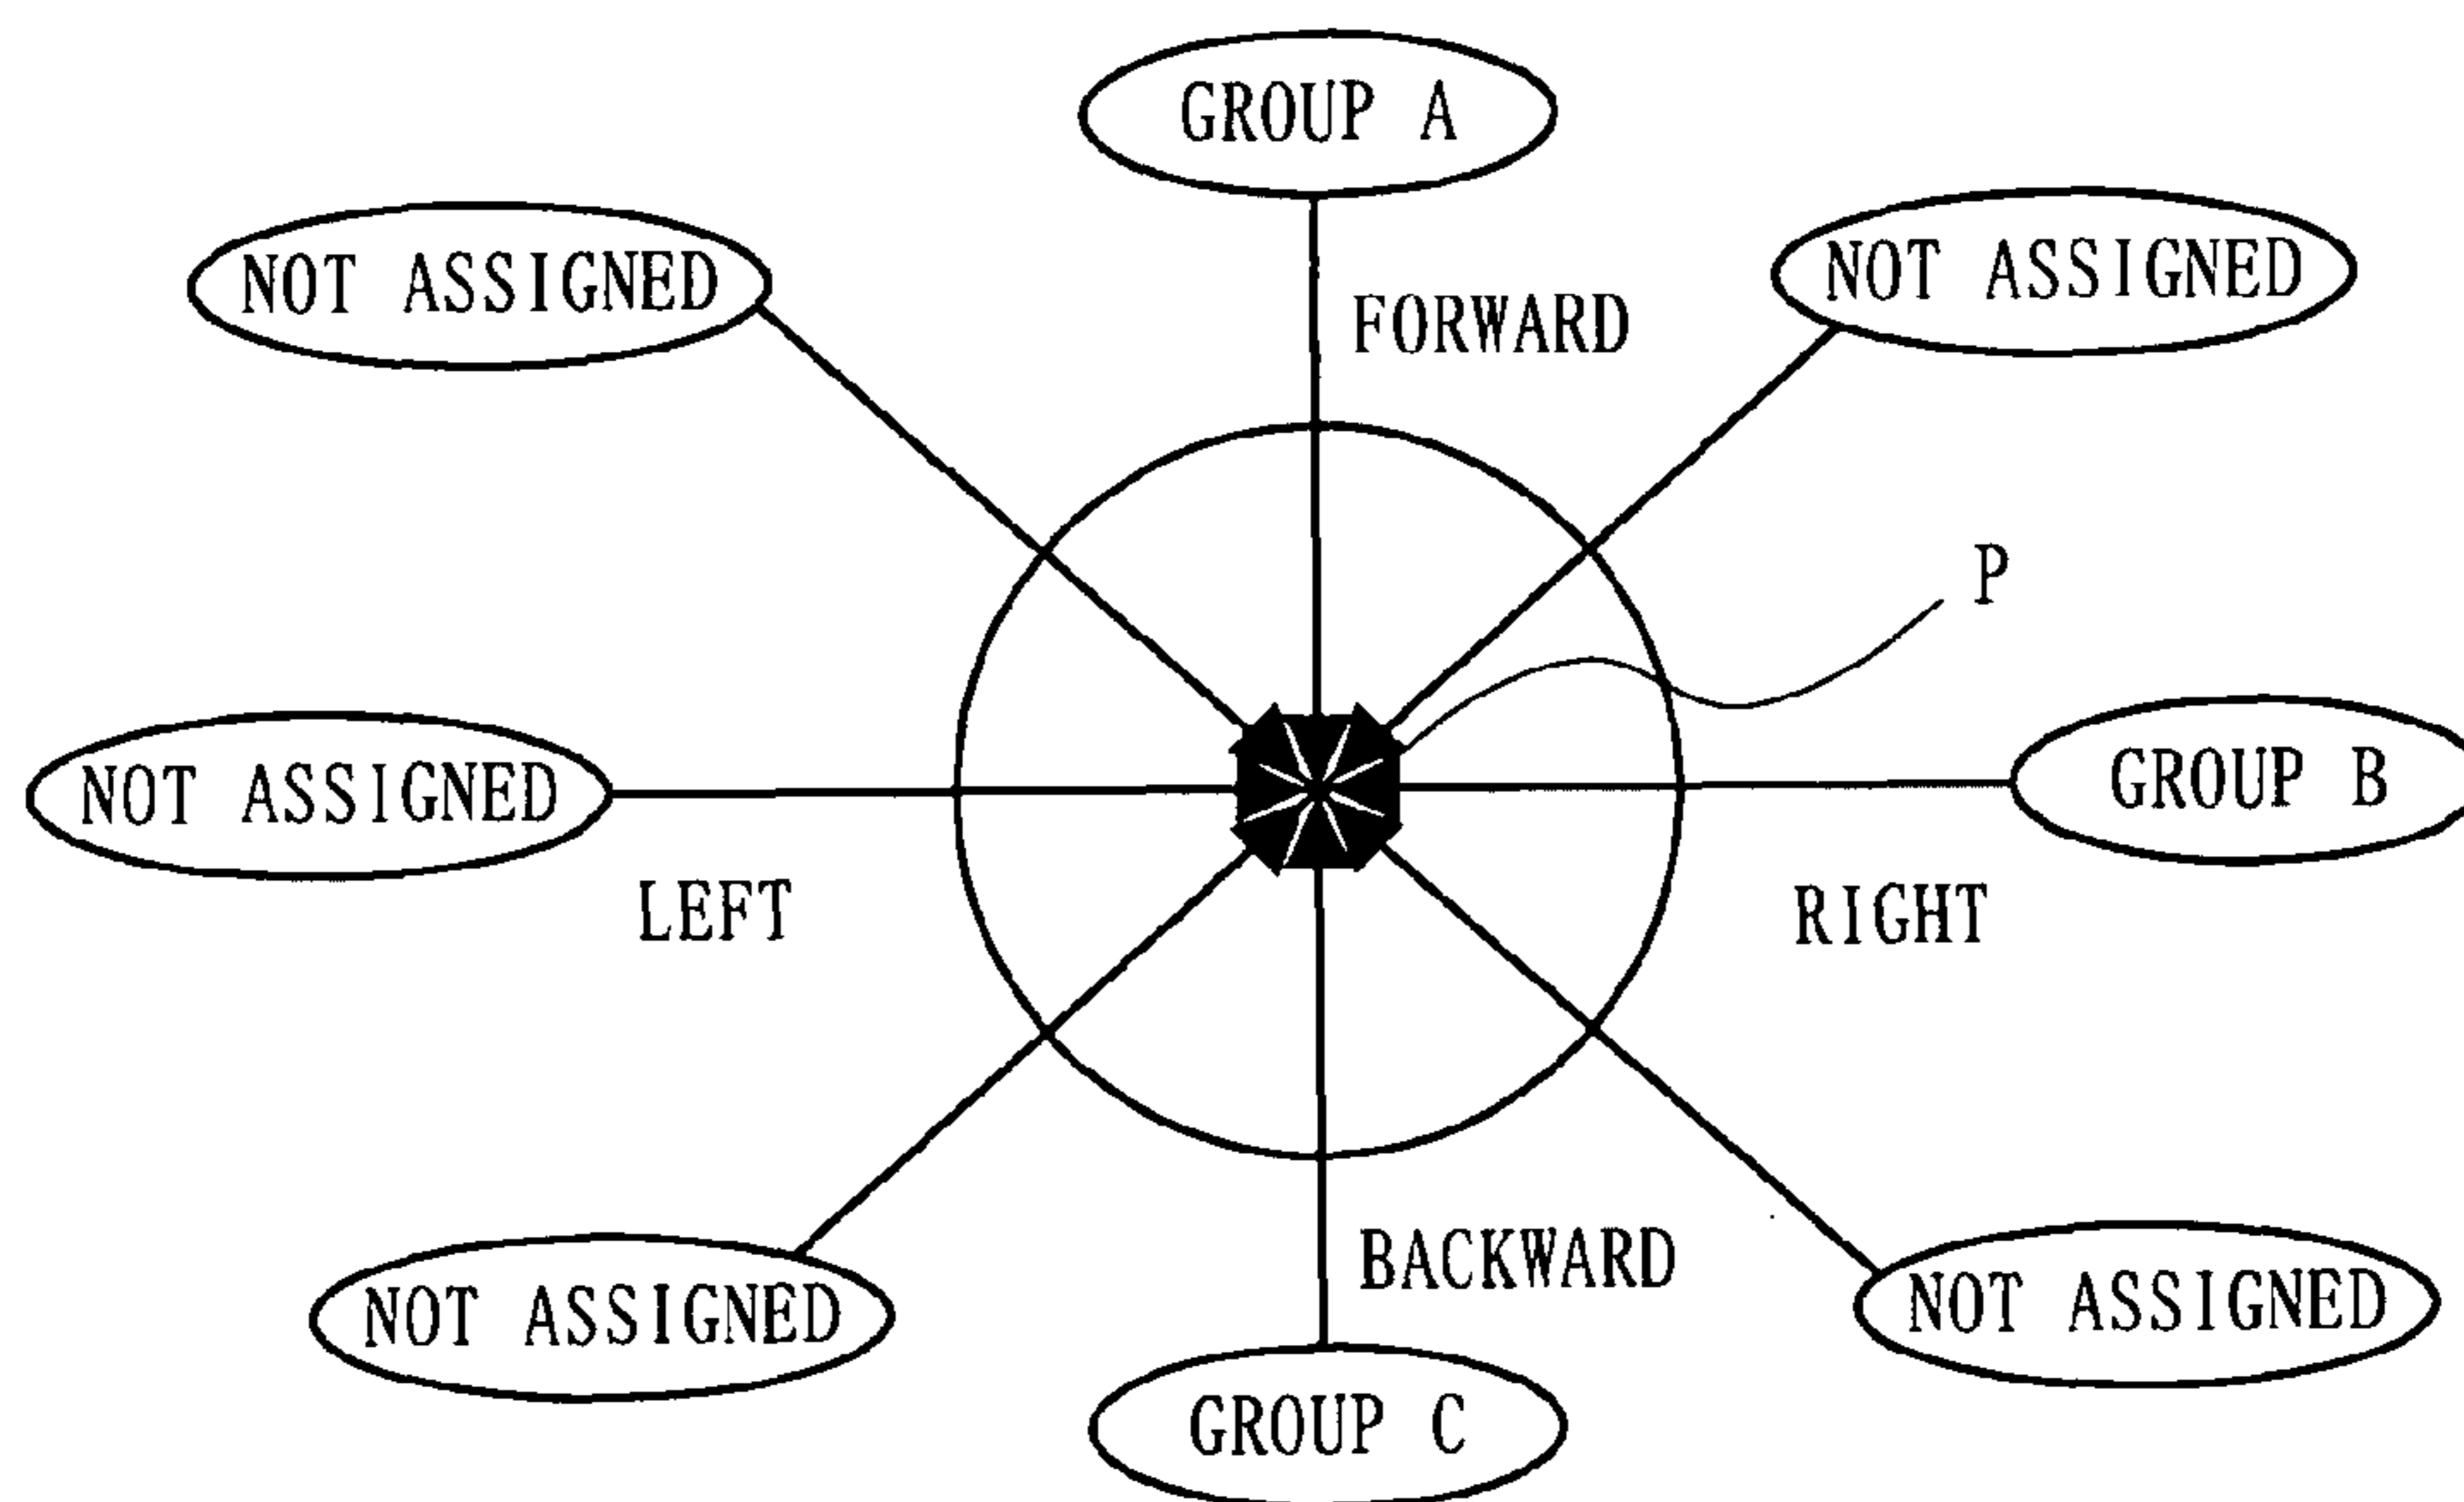 GROUP A
NOT ASSIGNED
NOT ASSIGNED
FORWARD
P
NOT ASSIGNED
GROUP B
LEFT
RIGHT
BACKWARD
NOT ASSIGNED
NOT ASSIGNED
GROUP C